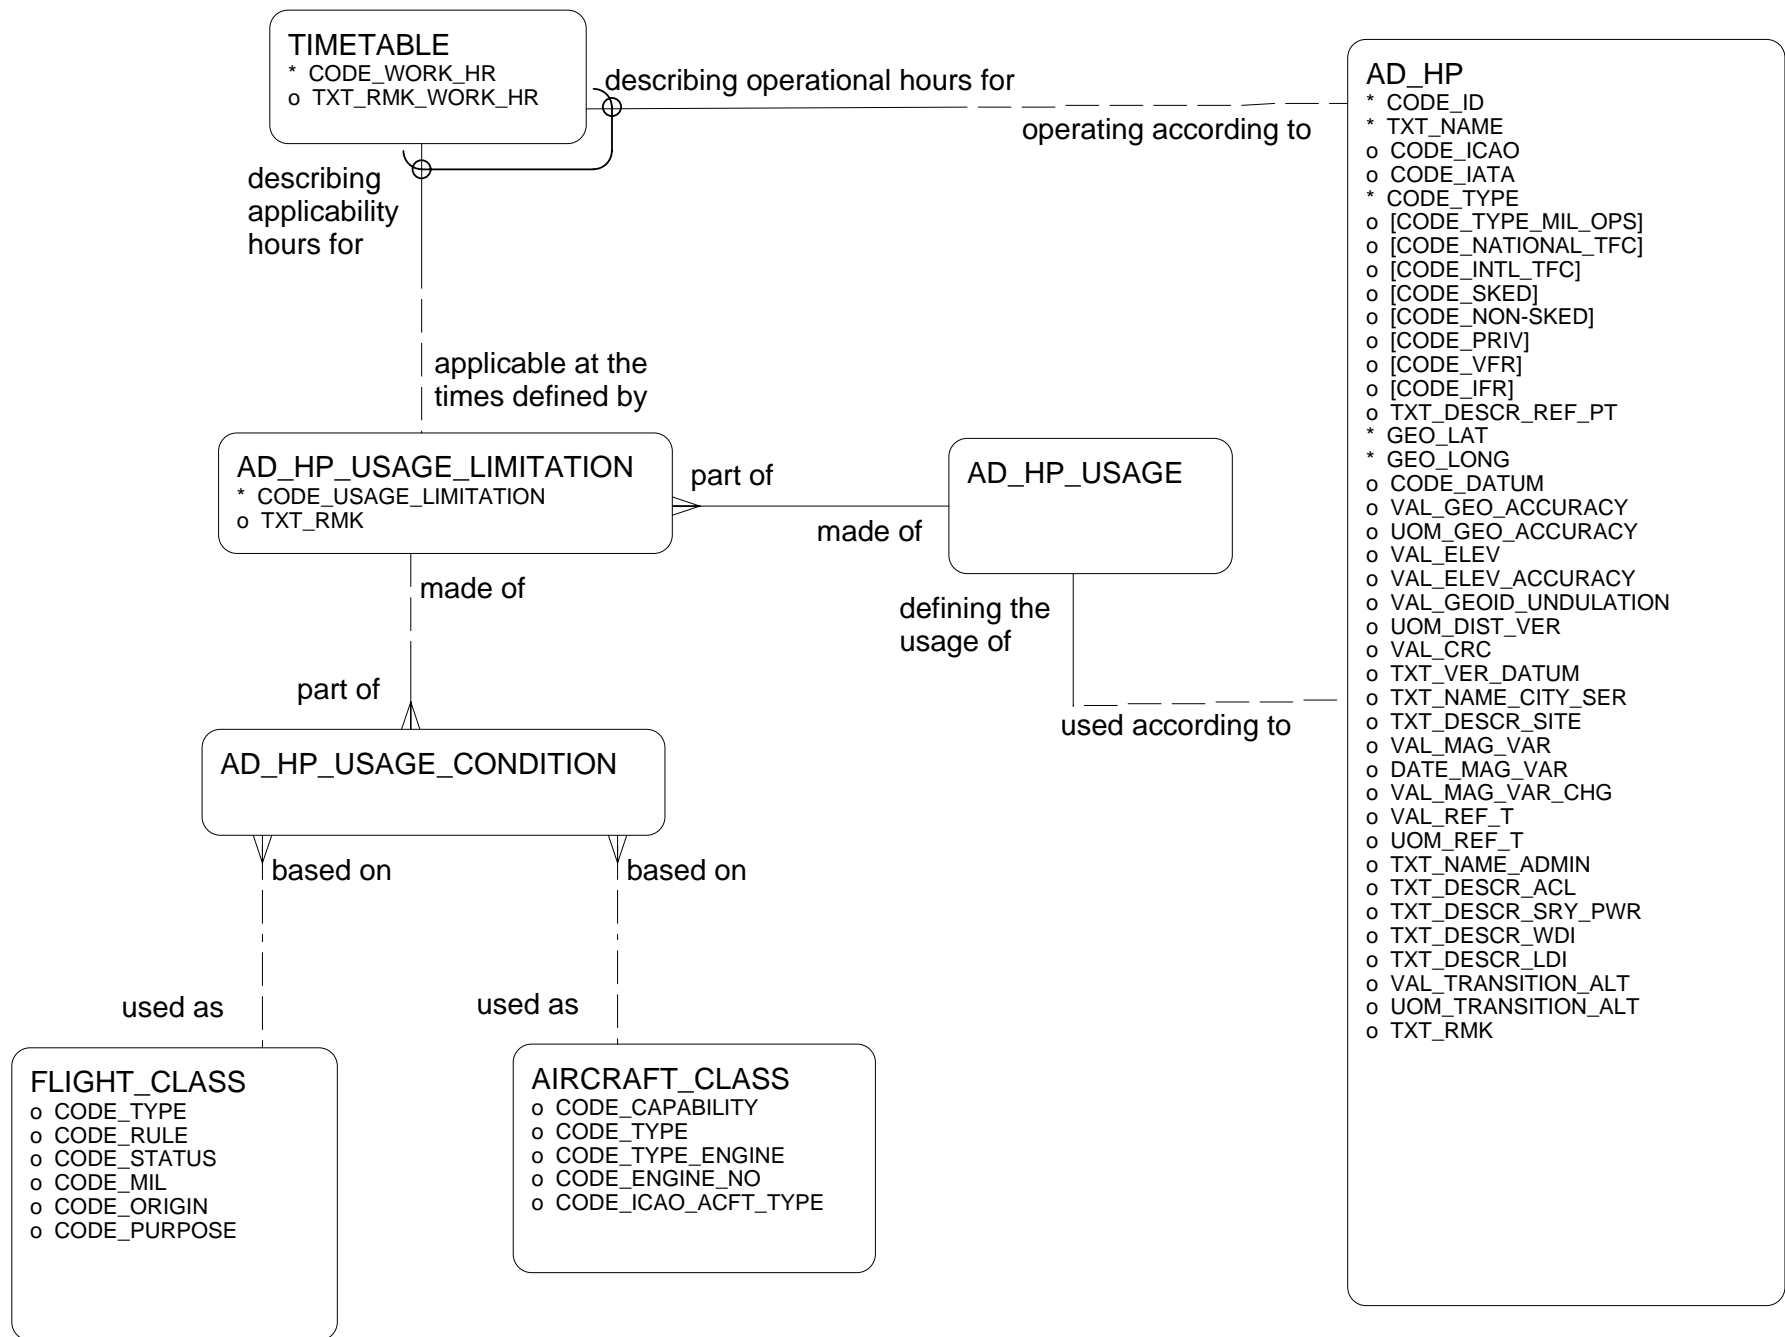 TIMETABLE
* CODE_WORK_HR
o TXT_RMK_WORK_HR
describing operational hours for
operating according to
describing
applicability
hours for
applicable at the
times defined by
AD_HP_USAGE_LIMITATION
* CODE_USAGE_LIMITATION
o TXT_RMK
part of
made of
AD_HP_USAGE
made of
part of
defining the
usage of
used according to
AD_HP_USAGE_CONDITION
based on
based on
used as
used as
FLIGHT_CLASS
o CODE_TYPE
o CODE_RULE
o CODE_STATUS
o CODE_MIL
o CODE_ORIGIN
o CODE_PURPOSE
AIRCRAFT_CLASS
o CODE_CAPABILITY
o CODE_TYPE
o CODE_TYPE_ENGINE
o CODE_ENGINE_NO
o CODE_ICAO_ACFT_TYPE
AD_HP
* CODE_ID
* TXT_NAME
o CODE_ICAO
o CODE_IATA
* CODE_TYPE
o [CODE_TYPE_MIL_OPS]
o [CODE_NATIONAL_TFC]
o [CODE_INTL_TFC]
o [CODE_SKED]
o [CODE_NON-SKED]
o [CODE_PRIV]
o [CODE_VFR]
o [CODE_IFR]
o TXT_DESCR_REF_PT
* GEO_LAT
* GEO_LONG
o CODE_DATUM
o VAL_GEO_ACCURACY
o UOM_GEO_ACCURACY
o VAL_ELEV
o VAL_ELEV_ACCURACY
o VAL_GEOID_UNDULATION
o UOM_DIST_VER
o VAL_CRC
o TXT_VER_DATUM
o TXT_NAME_CITY_SER
o TXT_DESCR_SITE
o VAL_MAG_VAR
o DATE_MAG_VAR
o VAL_MAG_VAR_CHG
o VAL_REF_T
o UOM_REF_T
o TXT_NAME_ADMIN
o TXT_DESCR_ACL
o TXT_DESCR_SRY_PWR
o TXT_DESCR_WDI
o TXT_DESCR_LDI
o VAL_TRANSITION_ALT
o UOM_TRANSITION_ALT
o TXT_RMK